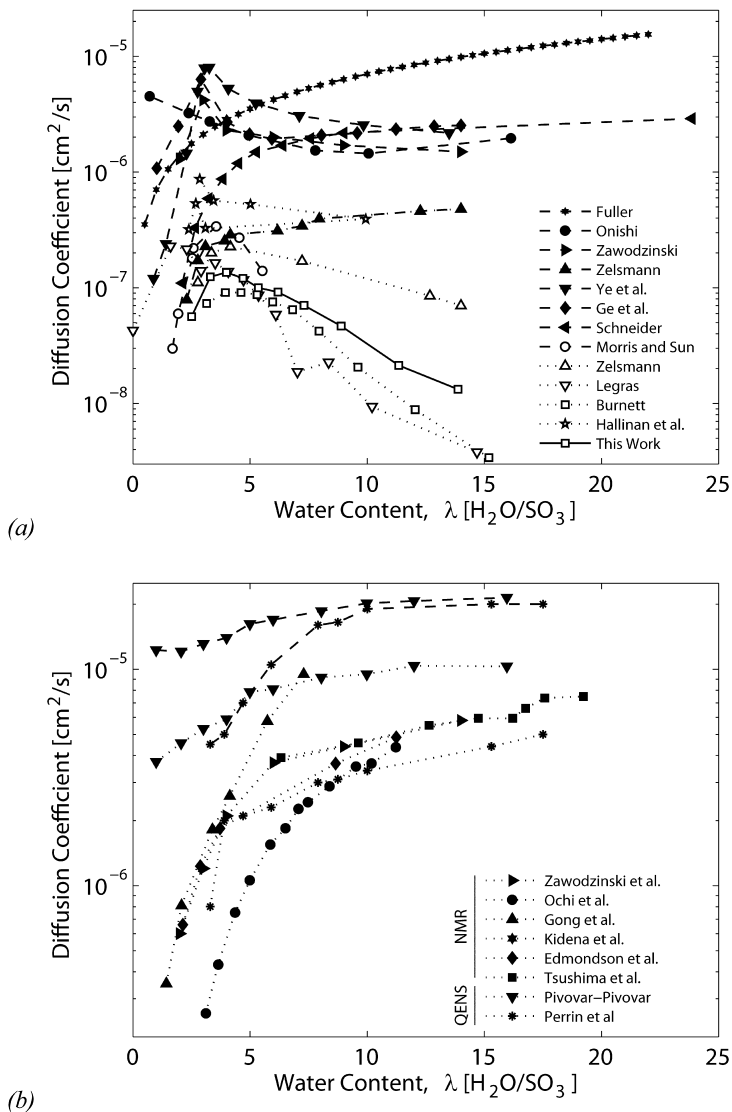 10⁻⁵
10⁻⁶
10⁻⁷
10⁻⁸
Diffusion Coefficient [cm²/s]
Fuller
Onishi
Zawodzinski
Zelsmann
Ye et al.
Ge et al.
Schneider
Morris and Sun
Zelsmann
Legras
Burnett
Hallinan et al.
This Work
0 5 10 15 20 25
Water Content, λ [H₂O/SO₃]
(a)
10⁻⁵
10⁻⁶
Diffusion Coefficient [cm²/s]
NMR
Zawodzinski et al.
Ochi et al.
Gong et al.
Kidena et al.
Edmondson et al.
Tsushima et al.
QENS
Pivovar−Pivovar
Perrin et al
0 5 10 15 20 25
Water Content, λ [H₂O/SO₃]
(b)